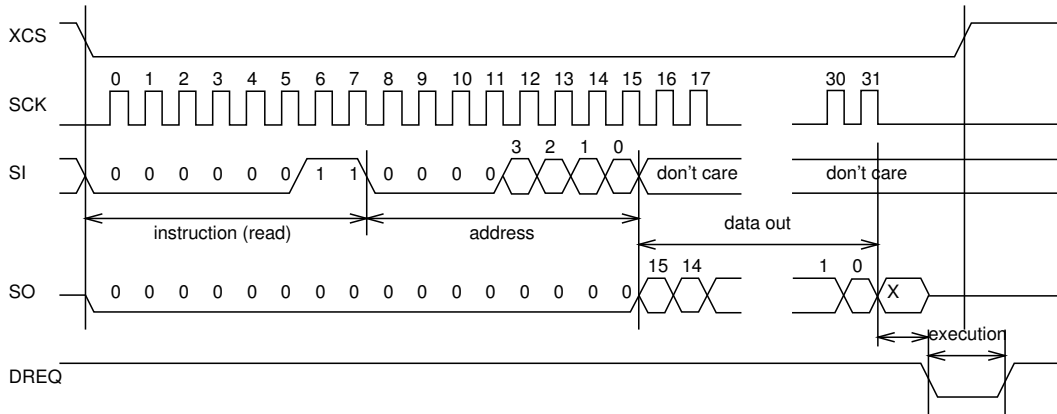 XCS
0 1 2 3 4 5 6 7 8 9 10 11 12 13 14 15 16 17 30 31
SCK
3 2 1 0
SI 0 0 0 0 0 0 1 1 0 0 0 0 don't care don't care
instruction (read) address data out
15 14 1 0
SO 0 0 0 0 0 0 0 0 0 0 0 0 0 0 0 0 X
execution
DREQ